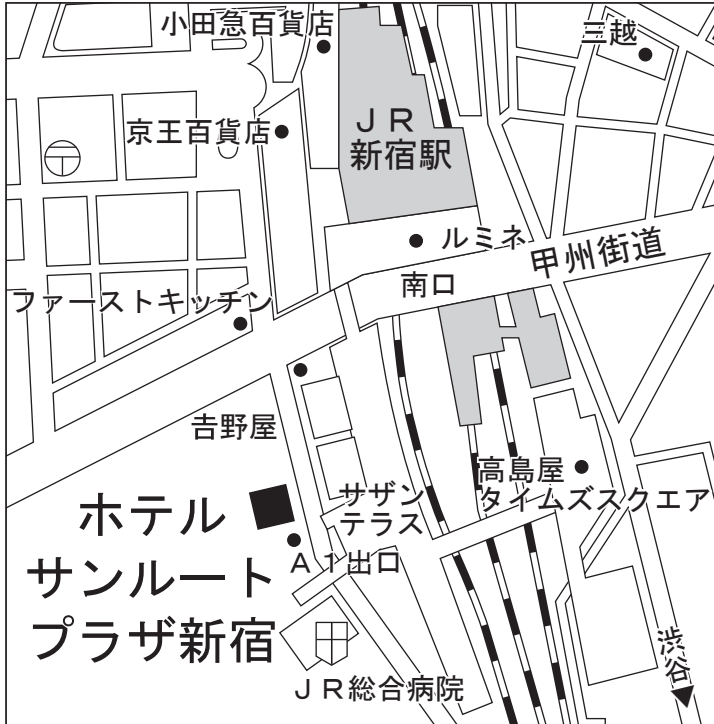 小田急百貨店
三越
京王百貨店
ＪＲ
新宿駅
ルミネ
甲州街道
南口
ファーストキッチン
吉野屋
高島屋
タイムズスクエア
サザン
テラス
ホテル
サンルート
プラザ新宿
Ａ１出口
渋谷
ＪＲ総合病院